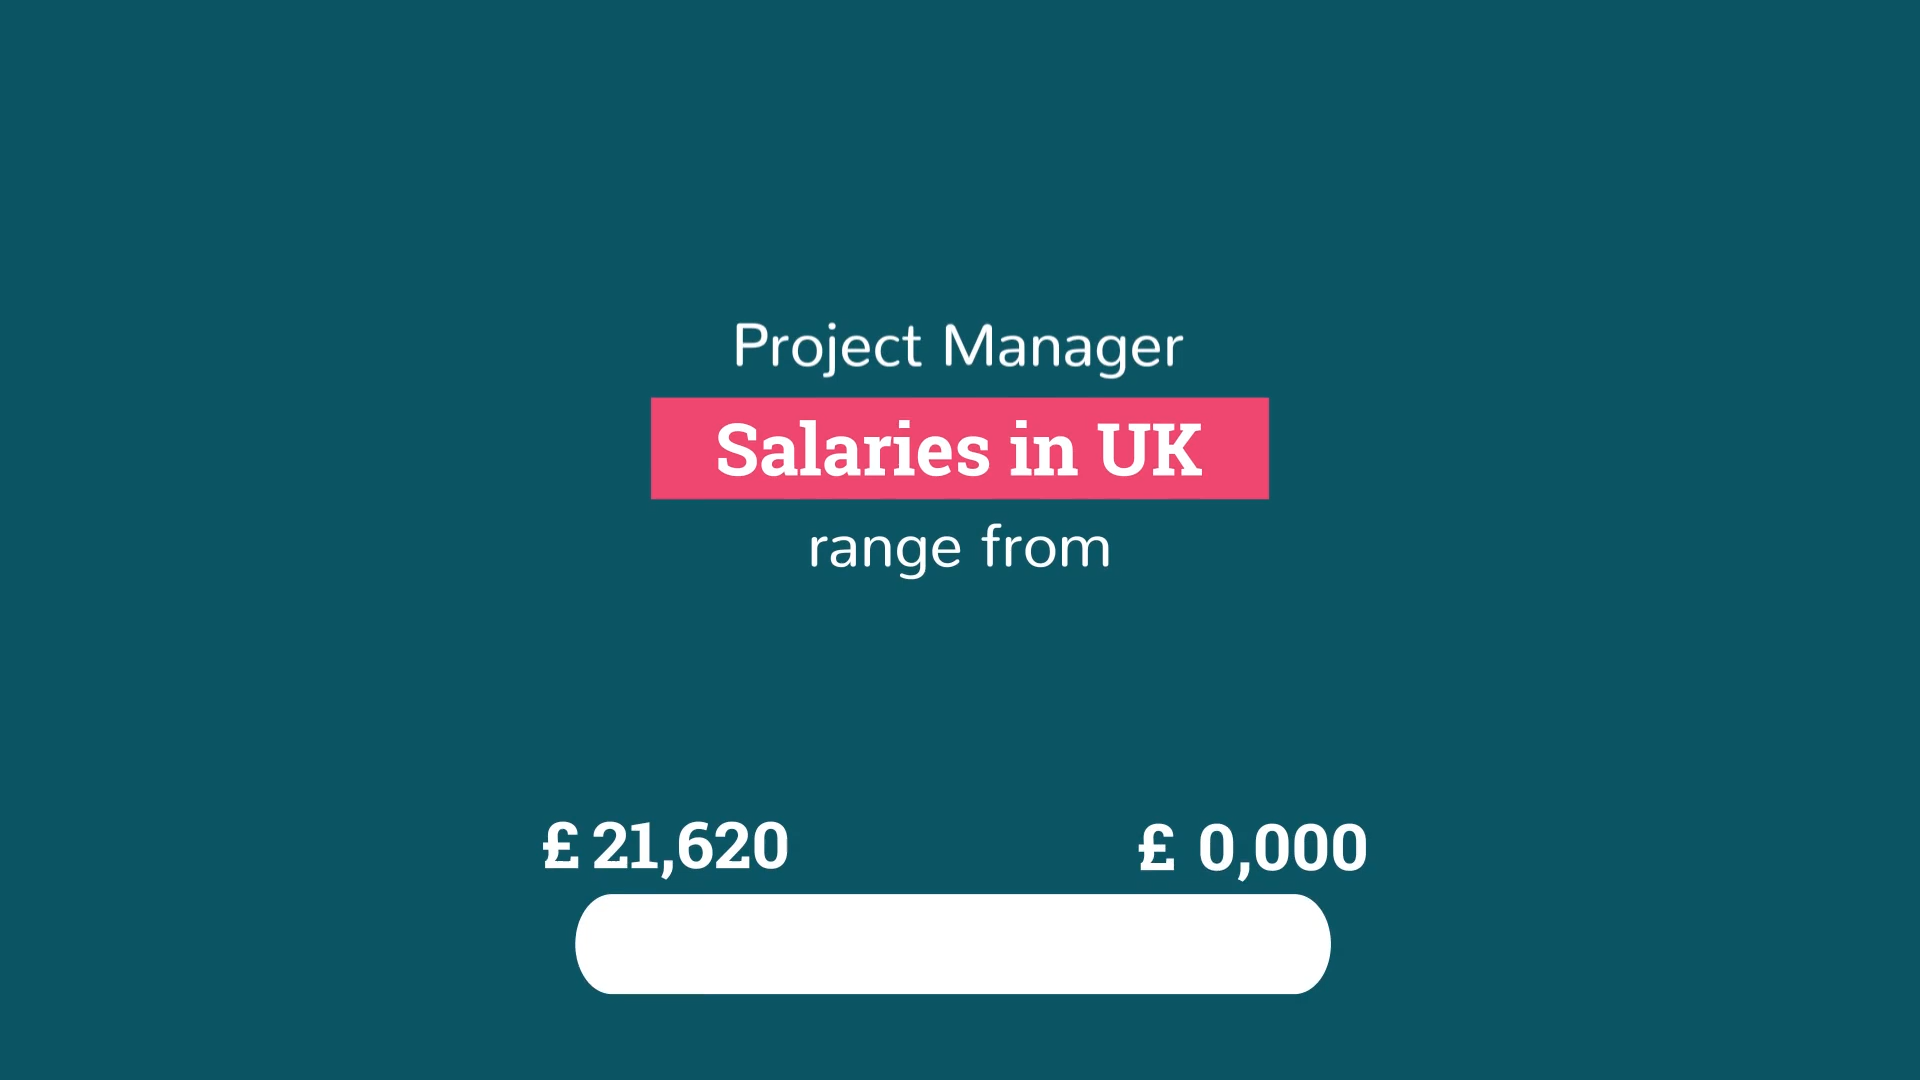 Project Manager
Salaries in UK
range from
£ 21,620
£ 0,000